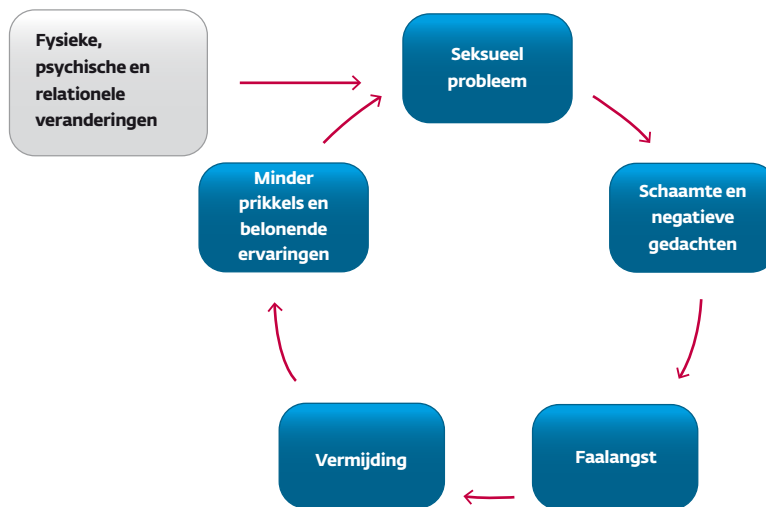 Fysieke,
psychische en
relationele
veranderingen
Seksueel
probleem
Schaamte en
negatieve
gedachten
Faalangst
Vermijding
Minder
prikkels en
belonende
ervaringen